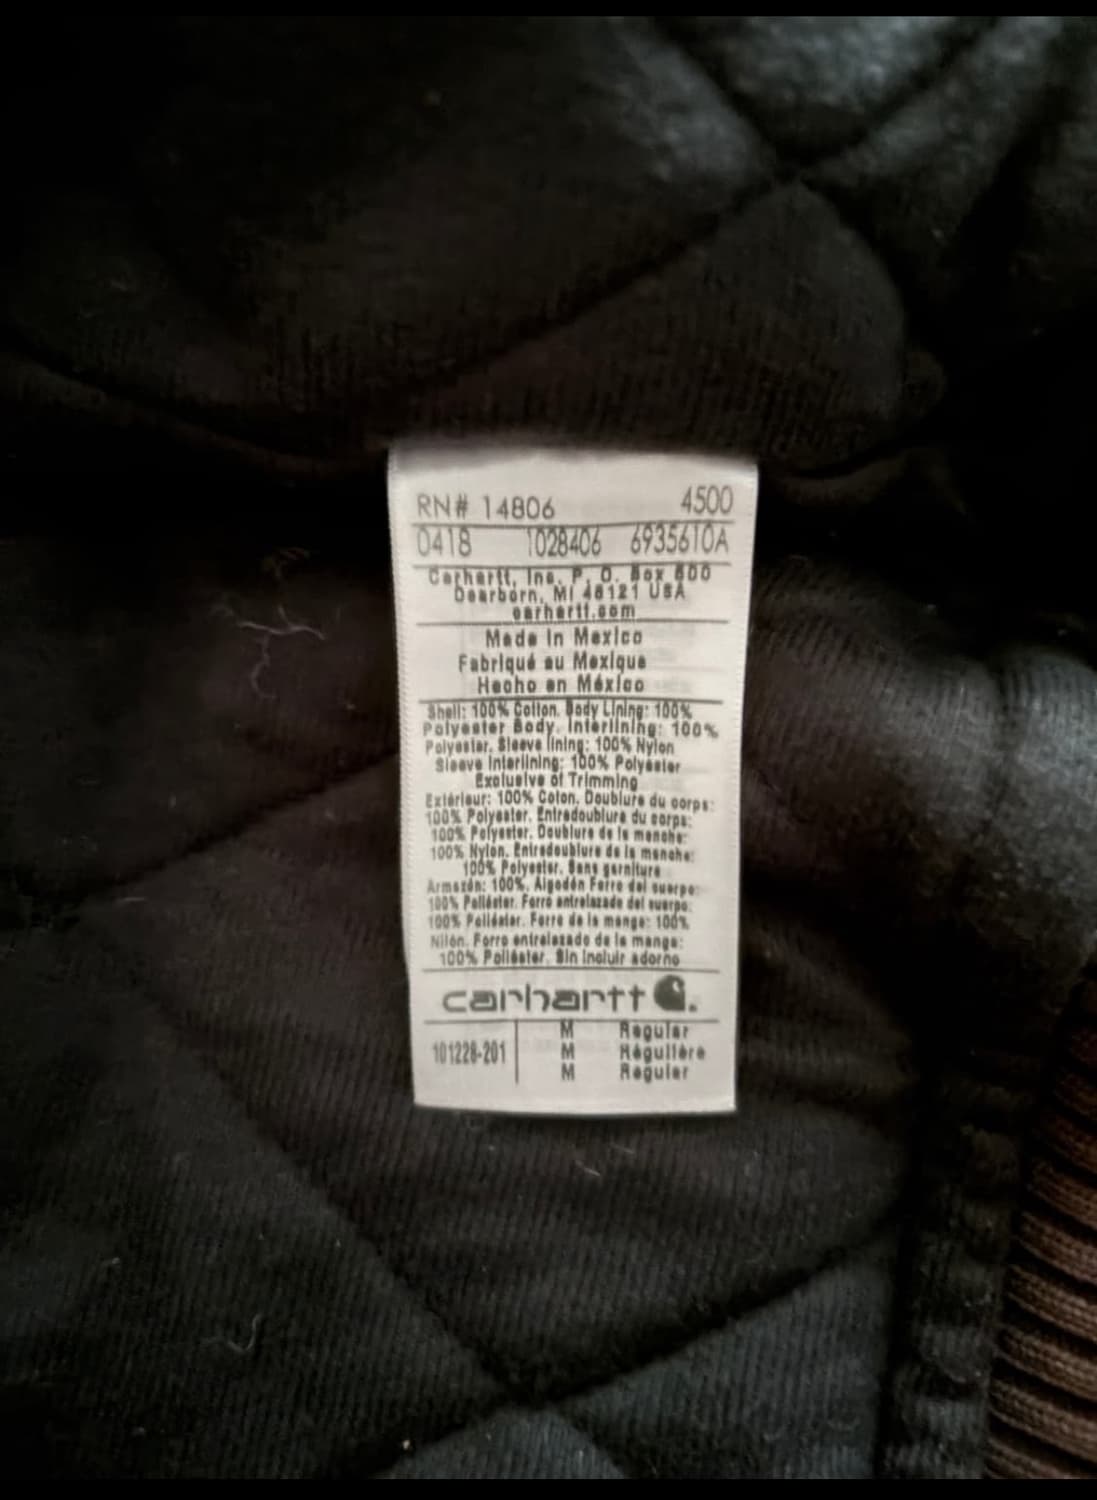 RN# 14806 4500
0418 1028406 6935610A
Carhartt, Inc. P. O. Box 600
Dearborn, MI 48121 USA
carhartt.com
Made in Mexico
Fabriqué au Mexique
Hecho en México
Shell: 100% Cotton. Body Lining: 100%
Polyester Body. Interlining: 100%
Polyester. Sleeve lining: 100% Nylon
Sleeve Interlining: 100% Polyester
Exclusive of Trimming
Extérieur: 100% Coton. Doublure du corps:
100% Polyester. Entredoublure du corps:
100% Polyester. Doublure de la manche:
100% Nylon. Entredoublure de la manche:
100% Polyester. Sans garniture
Armazón: 100%. Algodón Forro del cuerpo:
100% Poliéster. Forro entrelazado del cuerpo:
100% Poliéster. Forro de la manga: 100%
Nilón. Forro entrelazado de la manga:
100% Poliéster. Sin incluir adorno
carhartt
101228-201 M Regular
M Régulière
M Regular